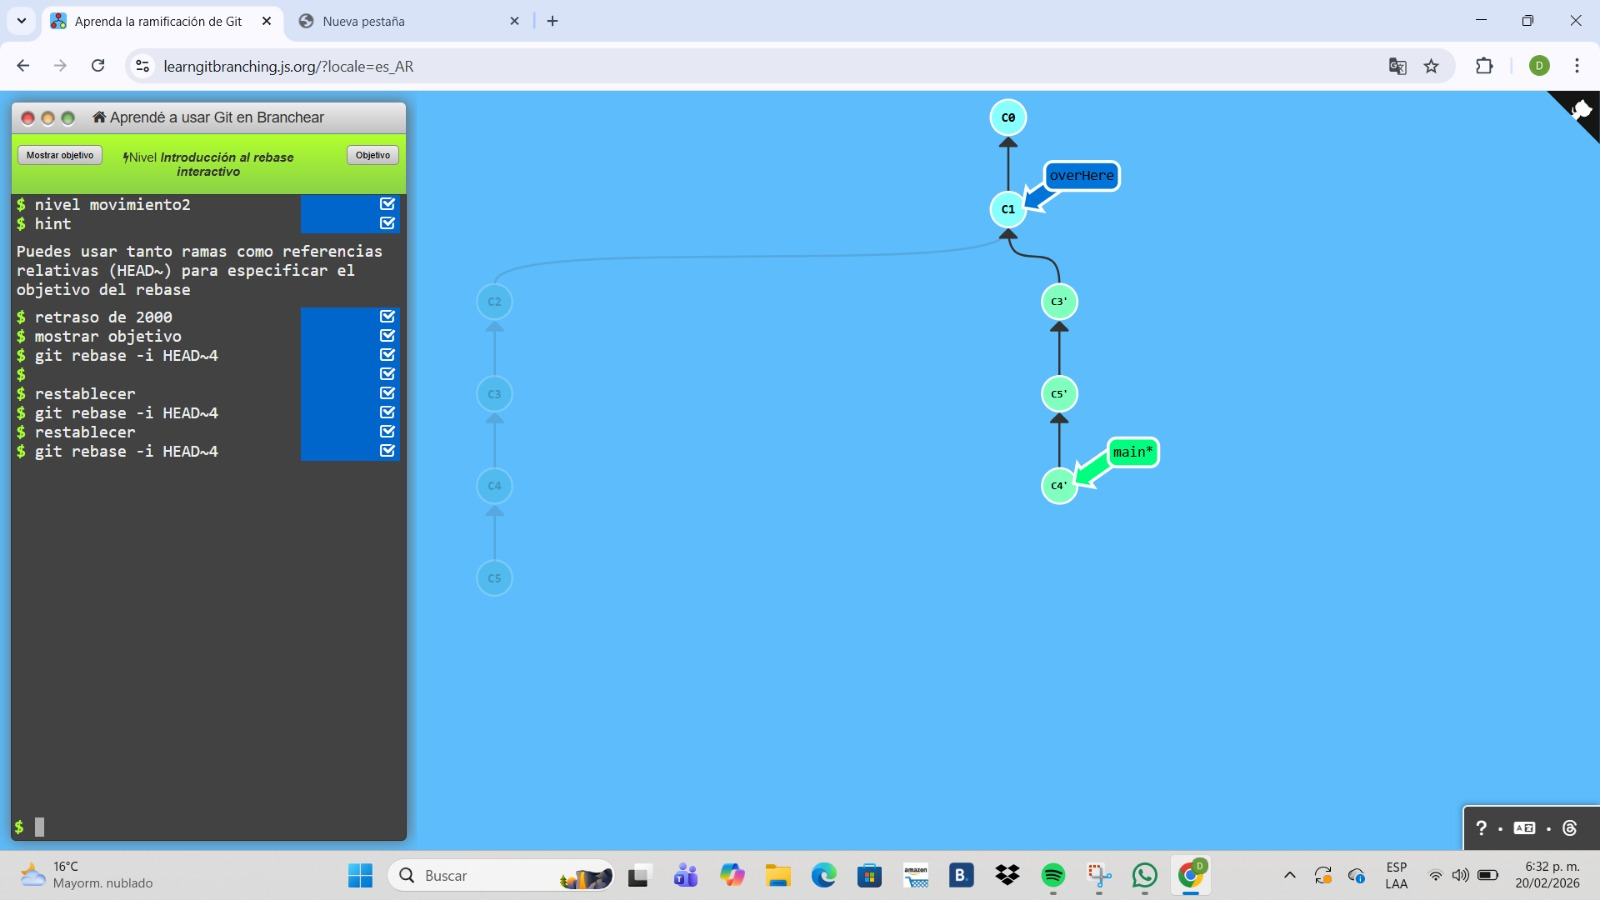 Aprenda la ramificación de Git
Nueva pestaña
learngitbranching.js.org/?locale=es_AR
D
Aprendé a usar Git en Branchear
Mostrar objetivo
Nivel Introducción al rebase
interactivo
Objetivo
$ nivel movimiento2
$ hint
Puedes usar tanto ramas como referencias
relativas (HEAD~) para especificar el
objetivo del rebase
$ retraso de 2000
$ mostrar objetivo
$ git rebase -i HEAD~4
$
$ restablecer
$ git rebase -i HEAD~4
$ restablecer
$ git rebase -i HEAD~4
$
C0
overHere
C1
C2
C3'
C3
C5'
main*
C4
C4'
C5
?
16°C
Mayorm. nublado
Buscar
amazon
B.
D
ESP
LAA
6:32 p. m.
20/02/2026